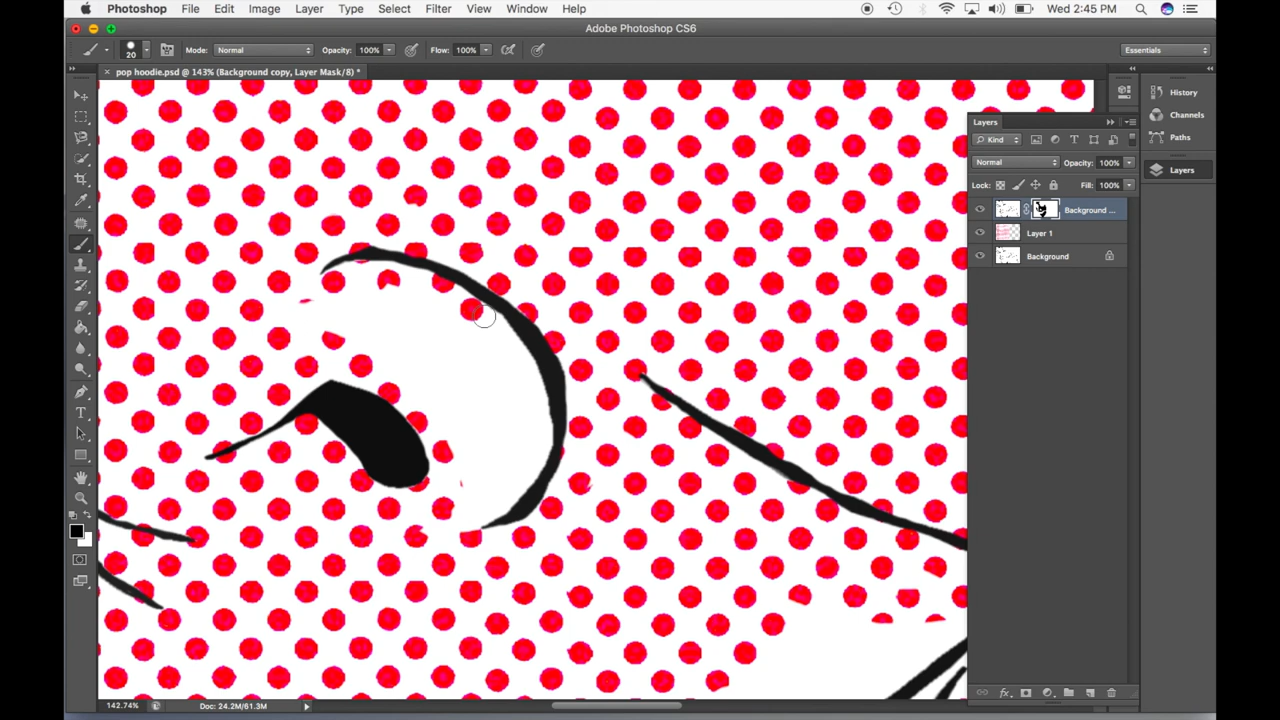 Photoshop File Edit Image Layer Type Select Filter View Window Help Wed 2:45 PM
Adobe Photoshop CS6
20 Mode: Normal Opacity: 100% Flow: 100% Essentials
× pop hoodie.psd @ 143% (Background copy, Layer Mask/8) *
History
Channels
Paths
Layers
Layers
Kind
Normal Opacity: 100%
Lock: Fill: 100%
Background ...
Layer 1
Background
fx
142.74% Doc: 24.2M/61.3M